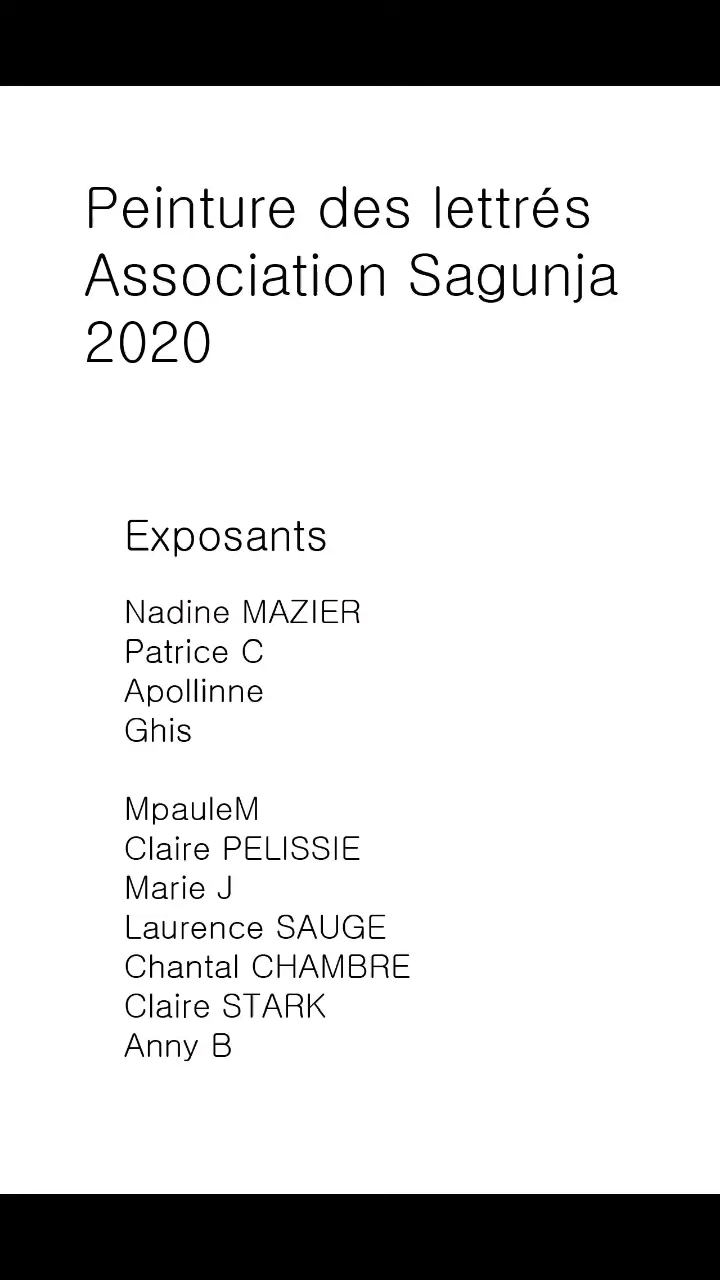 Peinture des lettrés
Association Sagunja
2020
Exposants
Nadine MAZIER
Patrice C
Apollinne
Ghis
MpauleM
Claire PELISSIE
Marie J
Laurence SAUGE
Chantal CHAMBRE
Claire STARK
Anny B